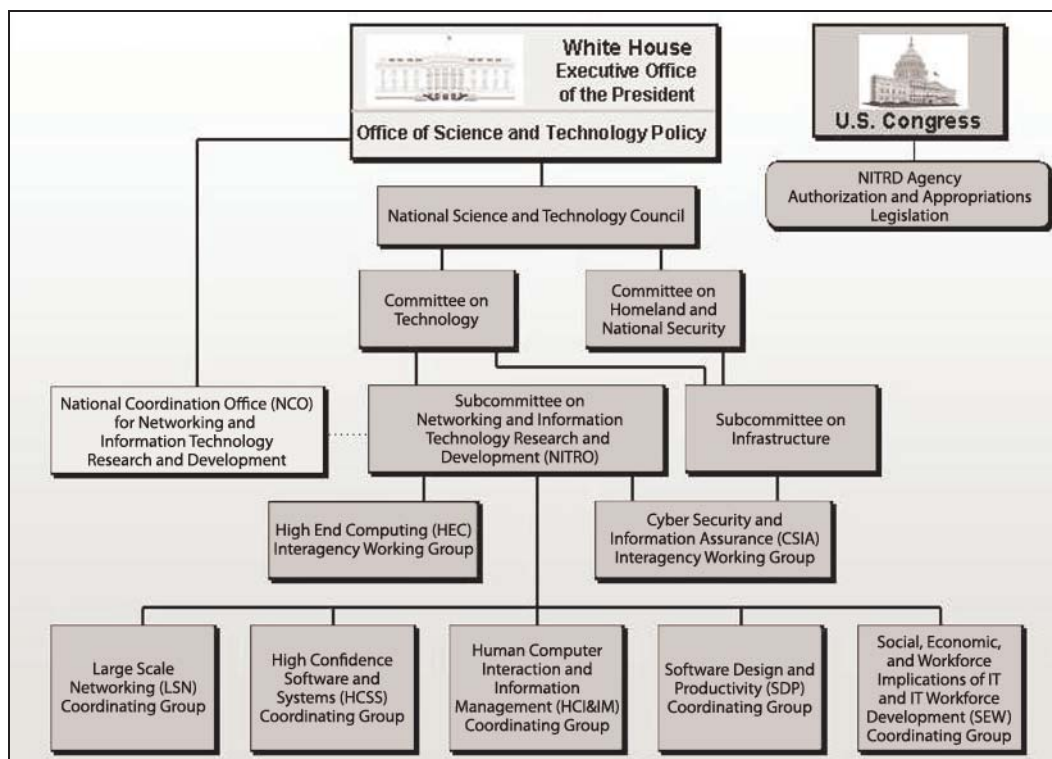 White House
Executive Office
of the President
Office of Science and Technology Policy
U.S. Congress
NITRD Agency
Authorization and Appropriations
Legislation
National Science and Technology Council
Committee on
Technology
Committee on
Homeland and
National Security
National Coordination Office (NCO)
for Networking and
Information Technology
Research and Development
Subcommittee on
Networking and Information
Technology Research and
Development (NITRO)
Subcommittee on
Infrastructure
High End Computing (HEC)
Interagency Working Group
Cyber Security and
Information Assurance (CSIA)
Interagency Working Group
Large Scale
Networking (LSN)
Coordinating Group
High Confidence
Software and
Systems (HCSS)
Coordinating Group
Human Computer
Interaction and
Information
Management (HCI&IM)
Coordinating Group
Software Design and
Productivity (SDP)
Coordinating Group
Social, Economic,
and Workforce
Implications of IT
and IT Workforce
Development (SEW)
Coordinating Group